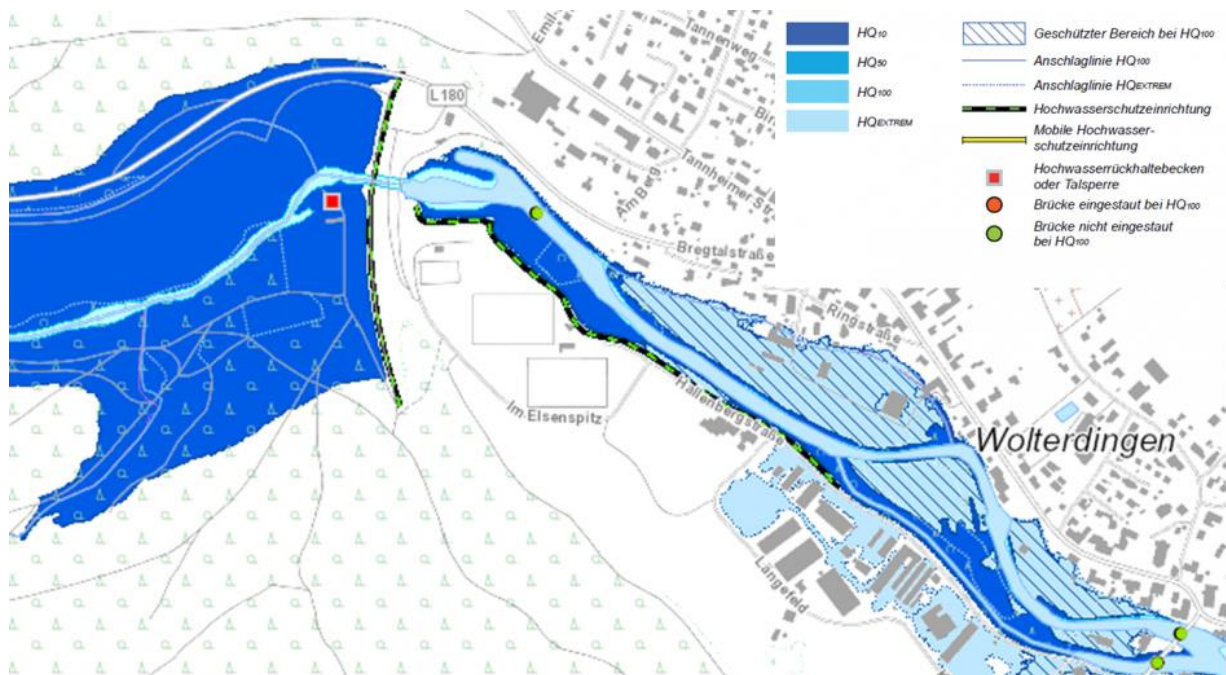 Emil-
Tannenweg
L 180
Tannheimer Str
Am Berg
Bregtalstraße
Ringstraße
Im Elsenspitz
Hallenbergstraße
Längefeld
Wolterdingen
HQ10
HQ50
HQ100
HQEXTREM
Geschützter Bereich bei HQ100
Anschlaglinie HQ100
Anschlaglinie HQEXTREM
Hochwasserschutzeinrichtung
Mobile Hochwasser-
schutzeinrichtung
Hochwasserrückhaltebecken
oder Talsperre
Brücke eingestaut bei HQ100
Brücke nicht eingestaut
bei HQ100